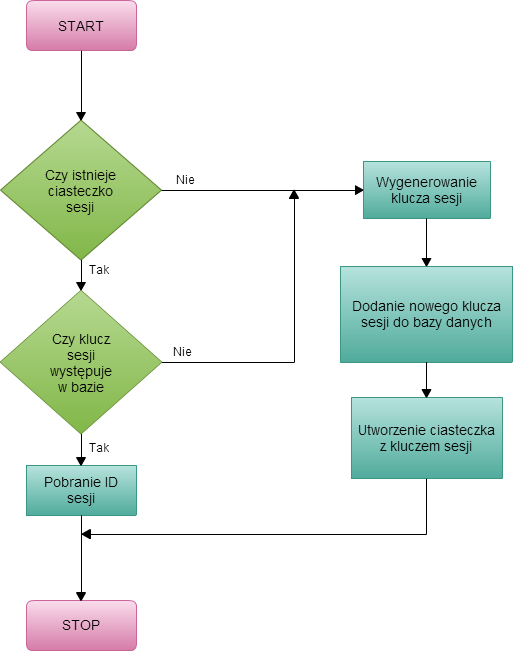 START
Czy istnieje
ciasteczko
sesji
Nie
Wygenerowanie
klucza sesji
Tak
Dodanie nowego klucza
sesji do bazy danych
Czy klucz
sesji
występuje
w bazie
Nie
Utworzenie ciasteczka
z kluczem sesji
Tak
Pobranie ID
sesji
STOP